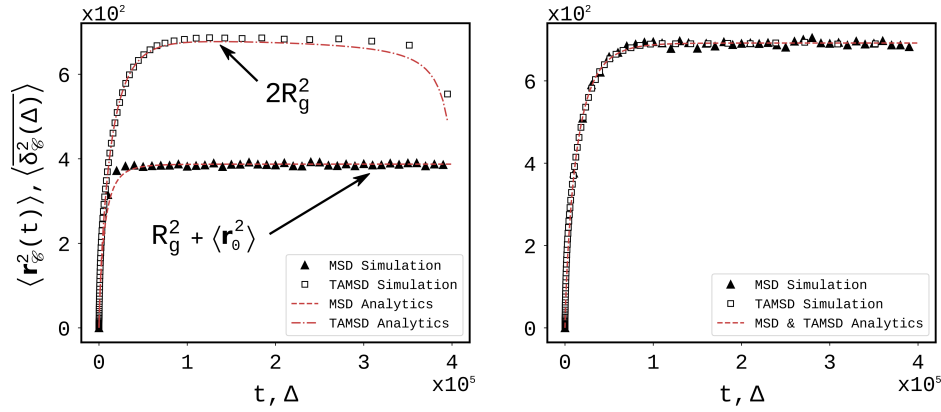 x10²
6
4
2
0
⟨r²_𝒞(t)⟩, ⟨δ²_𝒞(Δ)⟩
2R_g²
R_g² + ⟨r₀²⟩
MSD Simulation
TAMSD Simulation
MSD Analytics
TAMSD Analytics
0 1 2 3 4
x10⁵
t, Δ
x10²
6
4
2
0
MSD Simulation
TAMSD Simulation
MSD & TAMSD Analytics
0 1 2 3 4
x10⁵
t, Δ